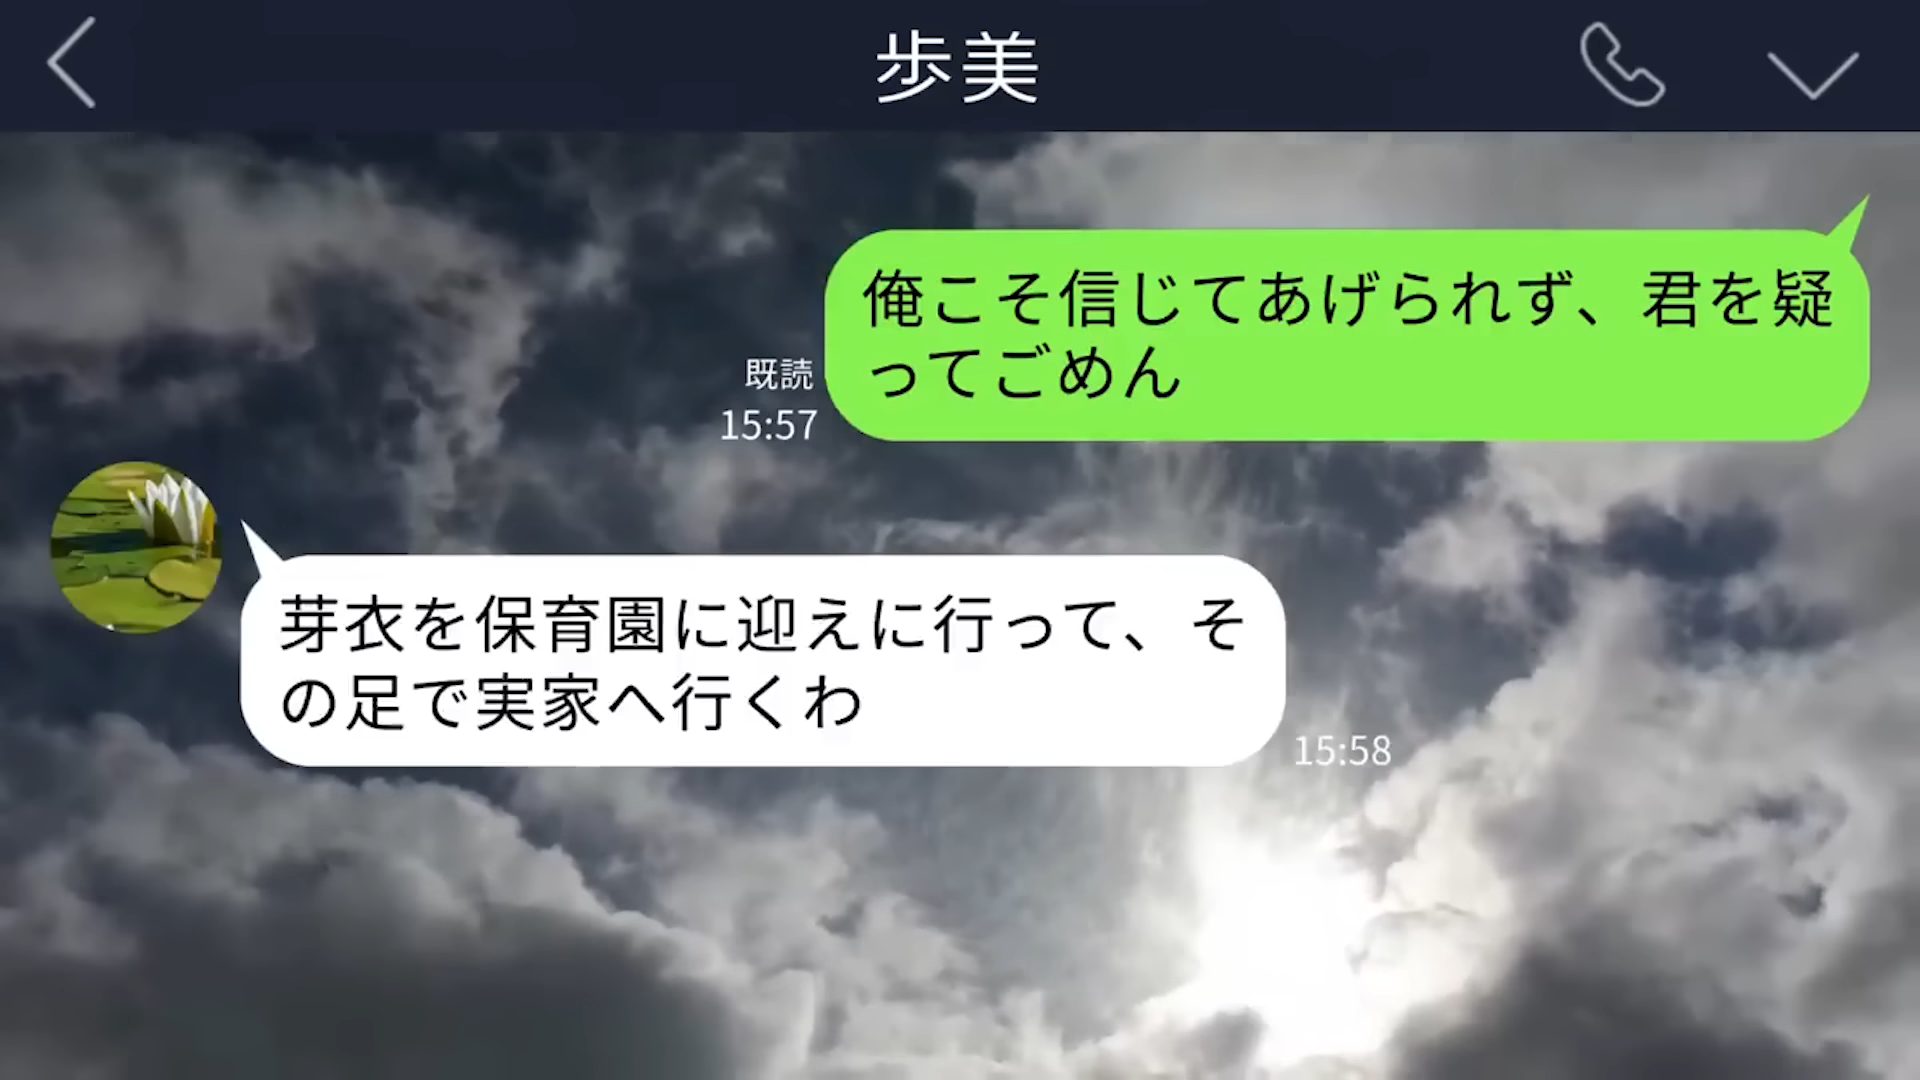 歩美
俺こそ信じてあげられず、君を疑
ってごめん
既読
15:57
芽衣を保育園に迎えに行って、そ
の足で実家へ行くわ
15:58